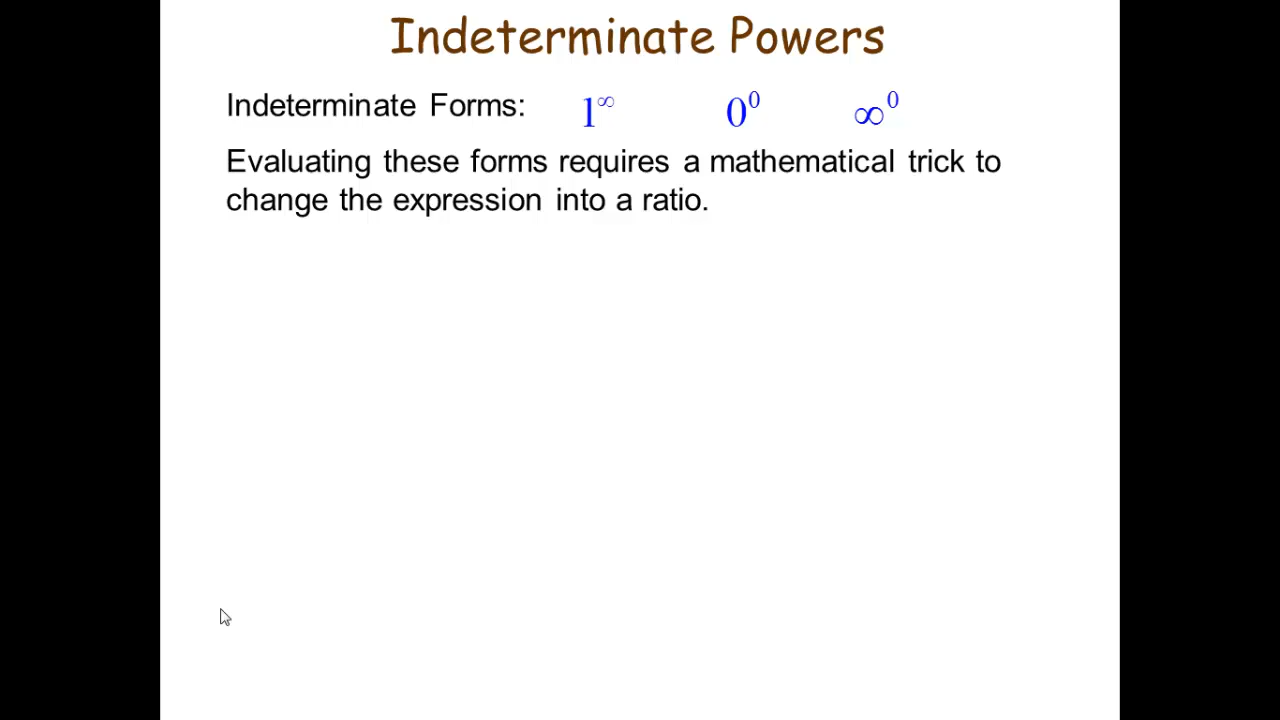 Indeterminate Powers
Indeterminate Forms: 1^∞ 0^0 ∞^0
Evaluating these forms requires a mathematical trick to
change the expression into a ratio.